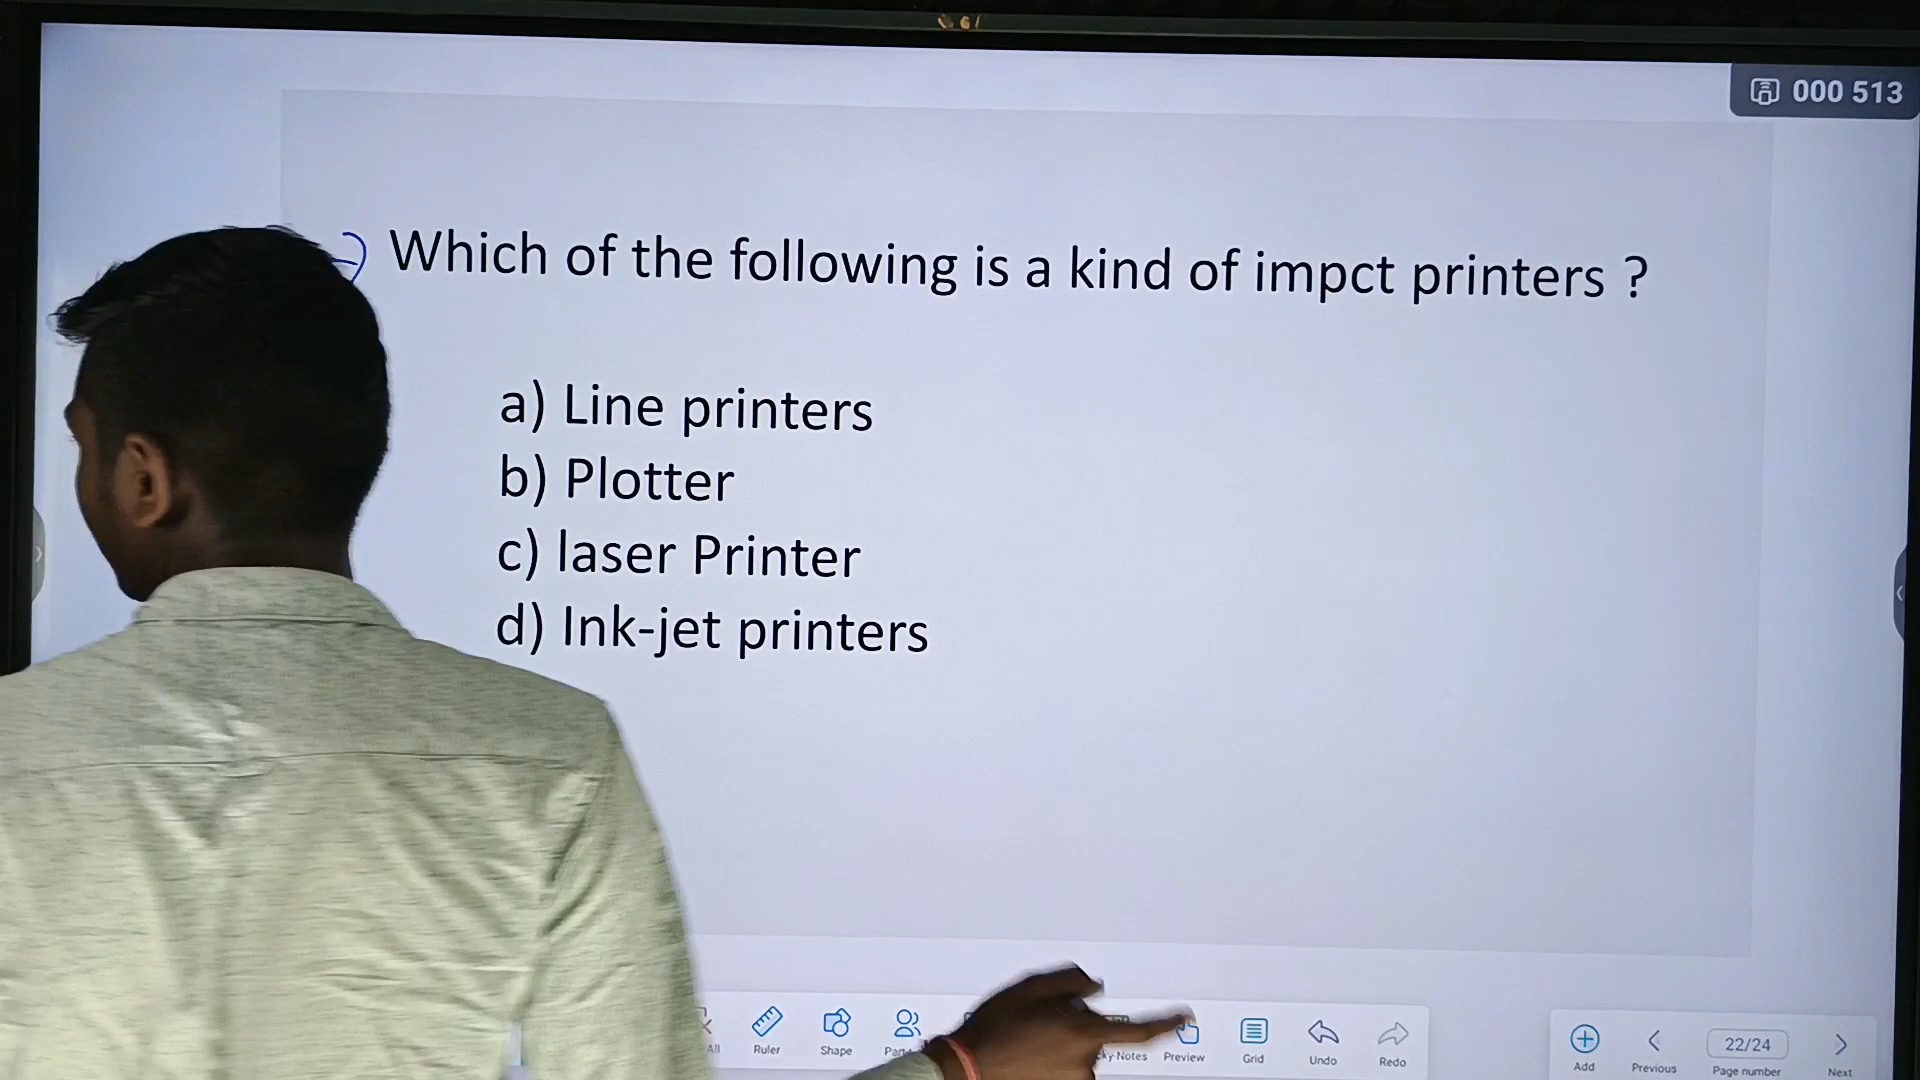 000 513
Which of the following is a kind of impct printers ?
a) Line printers
b) Plotter
c) laser Printer
d) Ink-jet printers
All
Ruler
Shape
Preview
Grid
Undo
Redo
Add
Previous
22/24
Page number
Next